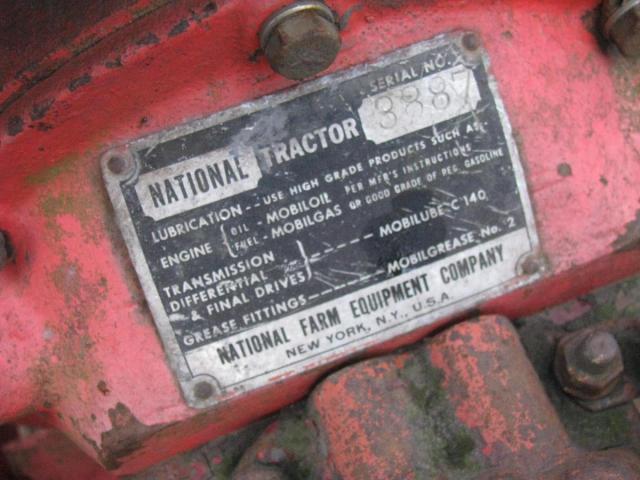 SERIAL NO.
3887
NATIONAL TRACTOR
LUBRICATION -- USE HIGH GRADE PRODUCTS SUCH AS,
ENGINE { OIL - MOBILOIL PER MFR'S INSTRUCTIONS
FUEL - MOBILGAS OR GOOD GRADE OF REG. GASOLINE
TRANSMISSION
DIFFERENTIAL } ------ MOBILUBE-C 140
& FINAL DRIVES
GREASE FITTINGS ------ MOBILGREASE No. 2
NATIONAL FARM EQUIPMENT COMPANY
NEW YORK, N.Y., U.S.A.